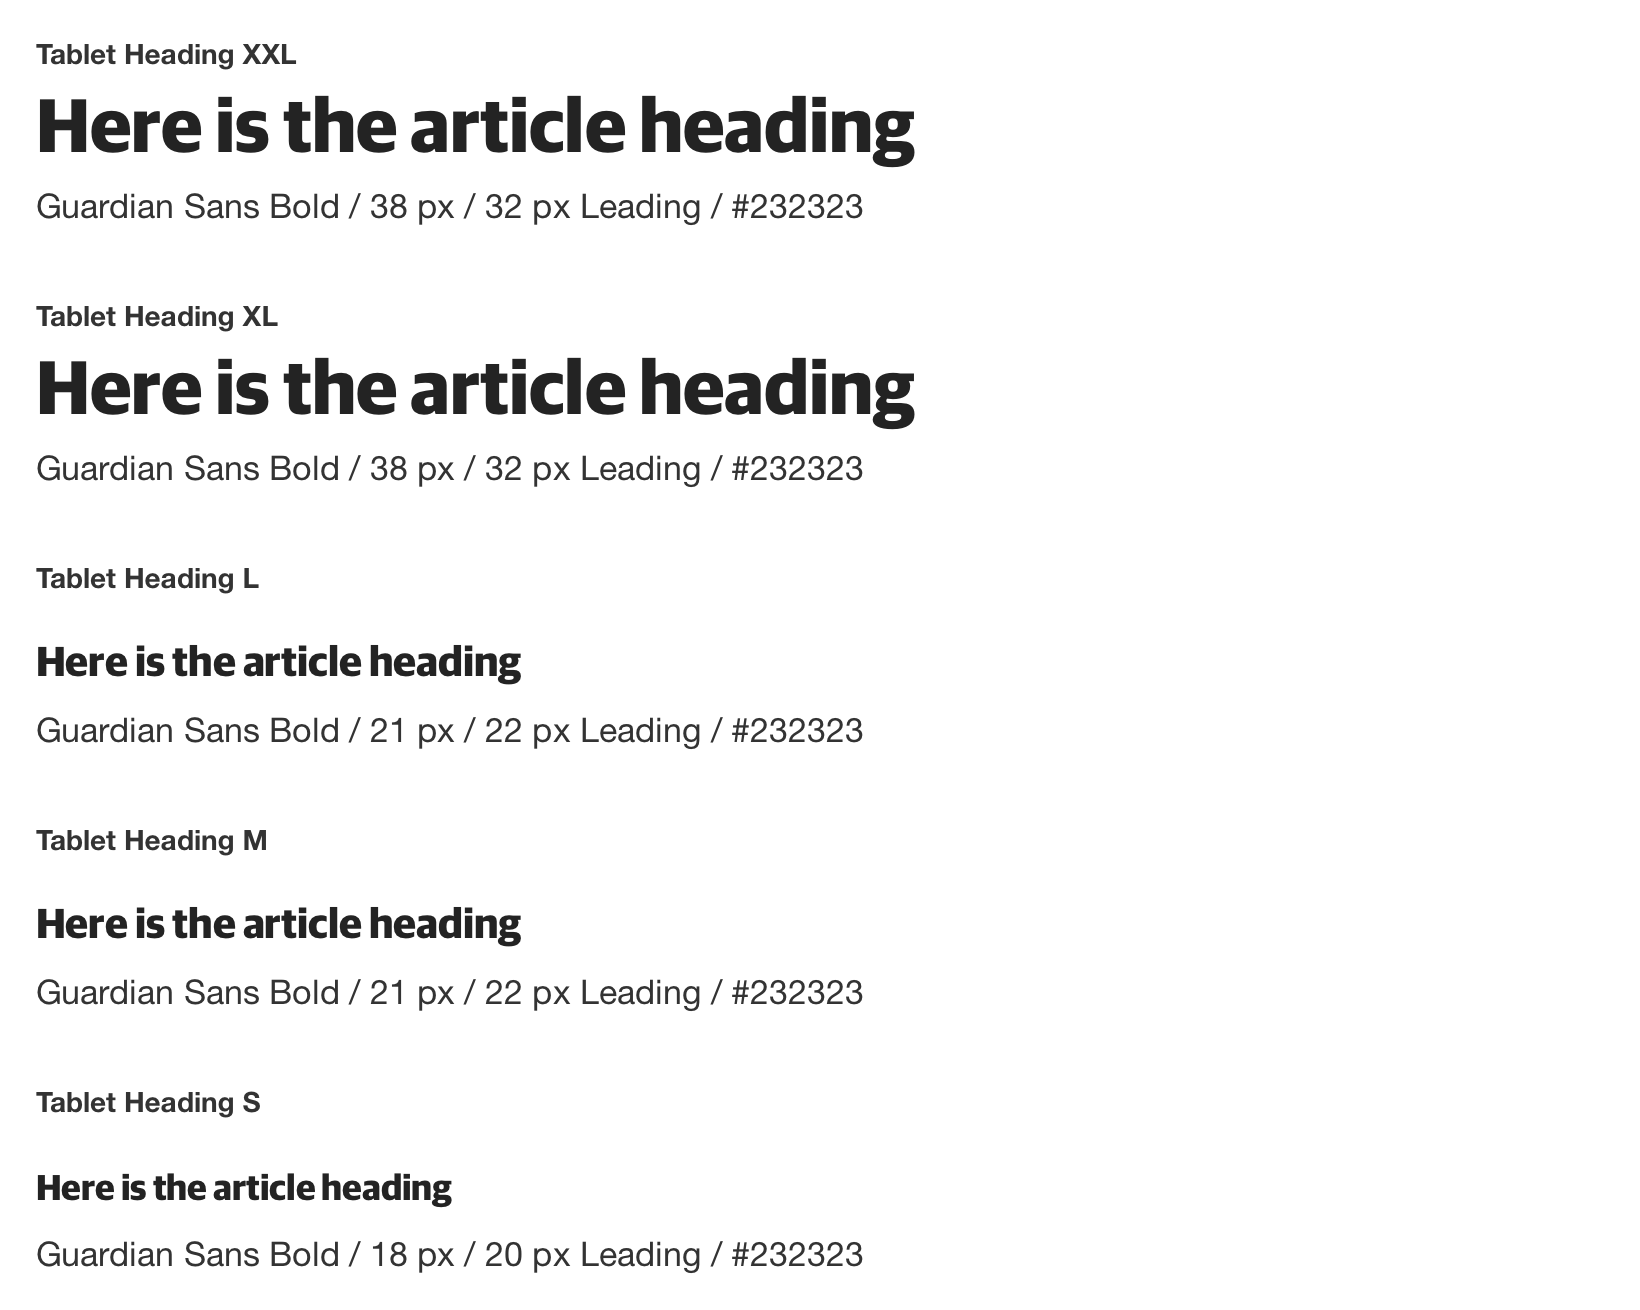 Tablet Heading XXL
Here is the article heading
Guardian Sans Bold / 38 px / 32 px Leading / #232323
Tablet Heading XL
Here is the article heading
Guardian Sans Bold / 38 px / 32 px Leading / #232323
Tablet Heading L
Here is the article heading
Guardian Sans Bold / 21 px / 22 px Leading / #232323
Tablet Heading M
Here is the article heading
Guardian Sans Bold / 21 px / 22 px Leading / #232323
Tablet Heading S
Here is the article heading
Guardian Sans Bold / 18 px / 20 px Leading / #232323